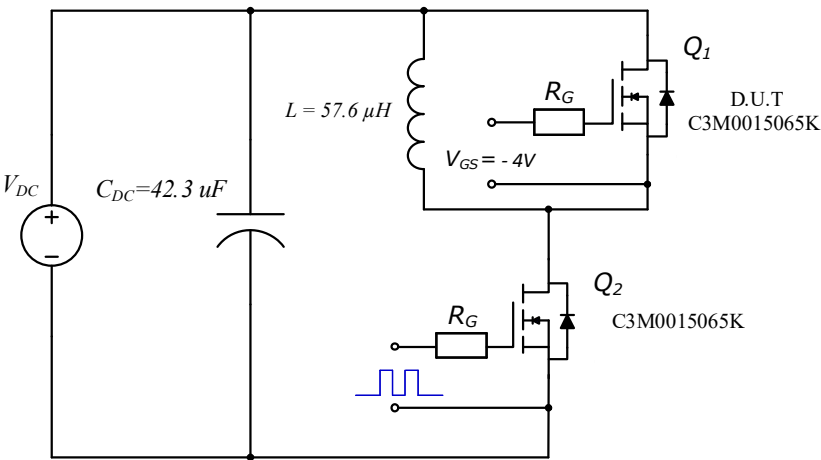 Q1
D.U.T
C3M0015065K
RG
L = 57.6 µH
VGS = - 4V
VDC
CDC=42.3 uF
Q2
C3M0015065K
RG